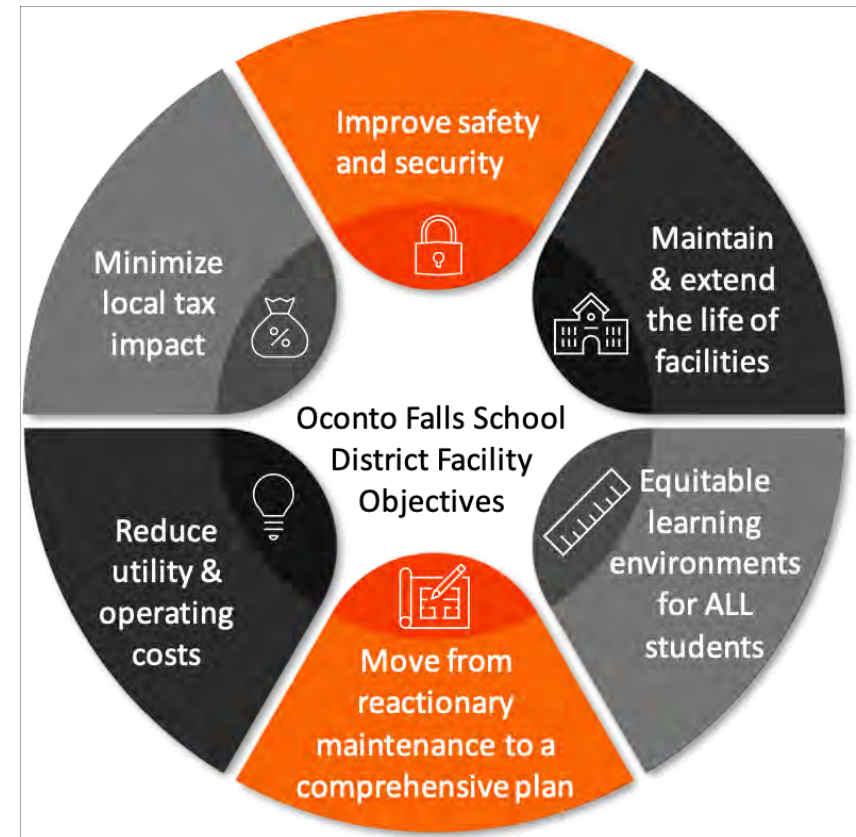 Improve safety
and security
Maintain
& extend
the life of
facilities
Equitable
learning
environments
for ALL
students
Move from
reactionary
maintenance to a
comprehensive plan
Reduce
utility &
operating
costs
Minimize
local tax
impact
%
Oconto Falls School
District Facility
Objectives